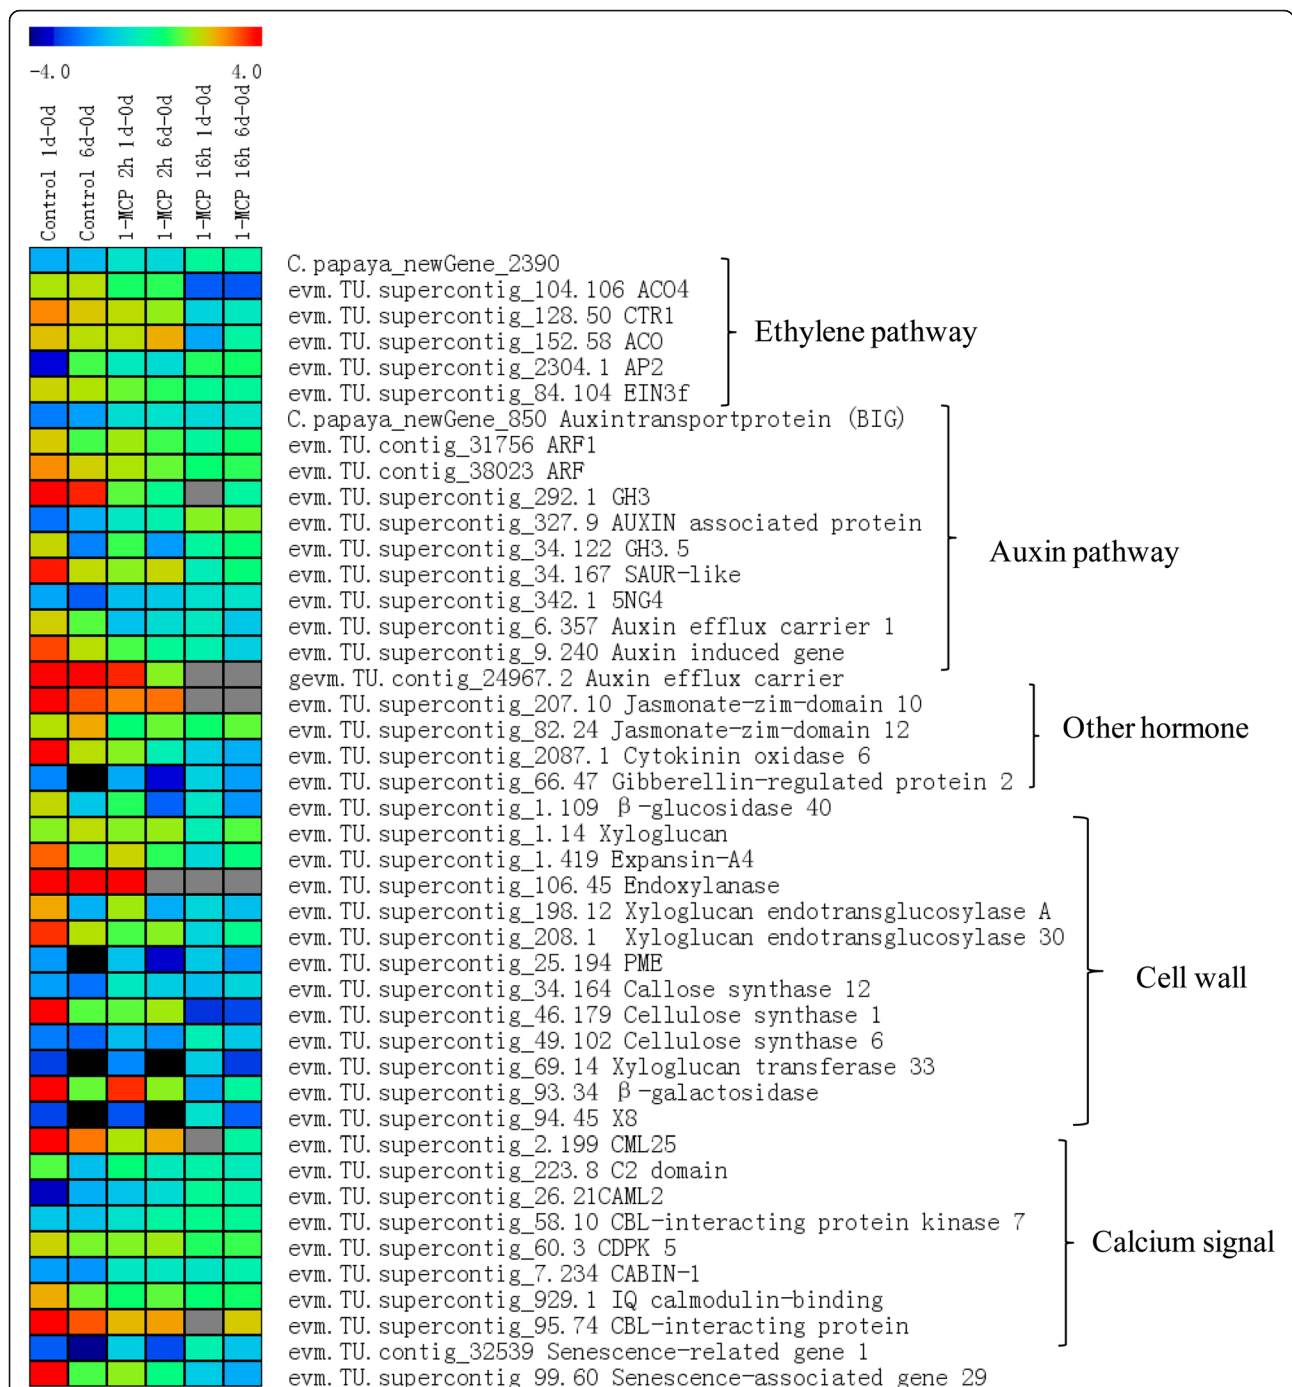 -4.0 4.0
Control 1d-0d
Control 6d-0d
1-MCP 2h 1d-0d
1-MCP 2h 6d-0d
1-MCP 16h 1d-0d
1-MCP 16h 6d-0d
C.papaya_newGene_2390
evm.TU.supercontig_104.106 ACO4
evm.TU.supercontig_128.50 CTR1
evm.TU.supercontig_152.58 ACO
Ethylene pathway
evm.TU.supercontig_2304.1 AP2
evm.TU.supercontig_84.104 EIN3f
C.papaya_newGene_850 Auxintransportprotein (BIG)
evm.TU.contig_31756 ARF1
evm.TU.contig_38023 ARF
evm.TU.supercontig_292.1 GH3
evm.TU.supercontig_327.9 AUXIN associated protein
evm.TU.supercontig_34.122 GH3.5
Auxin pathway
evm.TU.supercontig_34.167 SAUR-like
evm.TU.supercontig_342.1 5NG4
evm.TU.supercontig_6.357 Auxin efflux carrier 1
evm.TU.supercontig_9.240 Auxin induced gene
gevm.TU.contig_24967.2 Auxin efflux carrier
evm.TU.supercontig_207.10 Jasmonate-zim-domain 10
evm.TU.supercontig_82.24 Jasmonate-zim-domain 12
Other hormone
evm.TU.supercontig_2087.1 Cytokinin oxidase 6
evm.TU.supercontig_66.47 Gibberellin-regulated protein 2
evm.TU.supercontig_1.109 β-glucosidase 40
evm.TU.supercontig_1.14 Xyloglucan
evm.TU.supercontig_1.419 Expansin-A4
evm.TU.supercontig_106.45 Endoxylanase
evm.TU.supercontig_198.12 Xyloglucan endotransglucosylase A
evm.TU.supercontig_208.1 Xyloglucan endotransglucosylase 30
evm.TU.supercontig_25.194 PME
Cell wall
evm.TU.supercontig_34.164 Callose synthase 12
evm.TU.supercontig_46.179 Cellulose synthase 1
evm.TU.supercontig_49.102 Cellulose synthase 6
evm.TU.supercontig_69.14 Xyloglucan transferase 33
evm.TU.supercontig_93.34 β-galactosidase
evm.TU.supercontig_94.45 X8
evm.TU.supercontig_2.199 CML25
evm.TU.supercontig_223.8 C2 domain
evm.TU.supercontig_26.21CAML2
evm.TU.supercontig_58.10 CBL-interacting protein kinase 7
evm.TU.supercontig_60.3 CDPK 5
Calcium signal
evm.TU.supercontig_7.234 CABIN-1
evm.TU.supercontig_929.1 IQ calmodulin-binding
evm.TU.supercontig_95.74 CBL-interacting protein
evm.TU.contig_32539 Senescence-related gene 1
evm.TU.supercontig_99.60 Senescence-associated gene 29